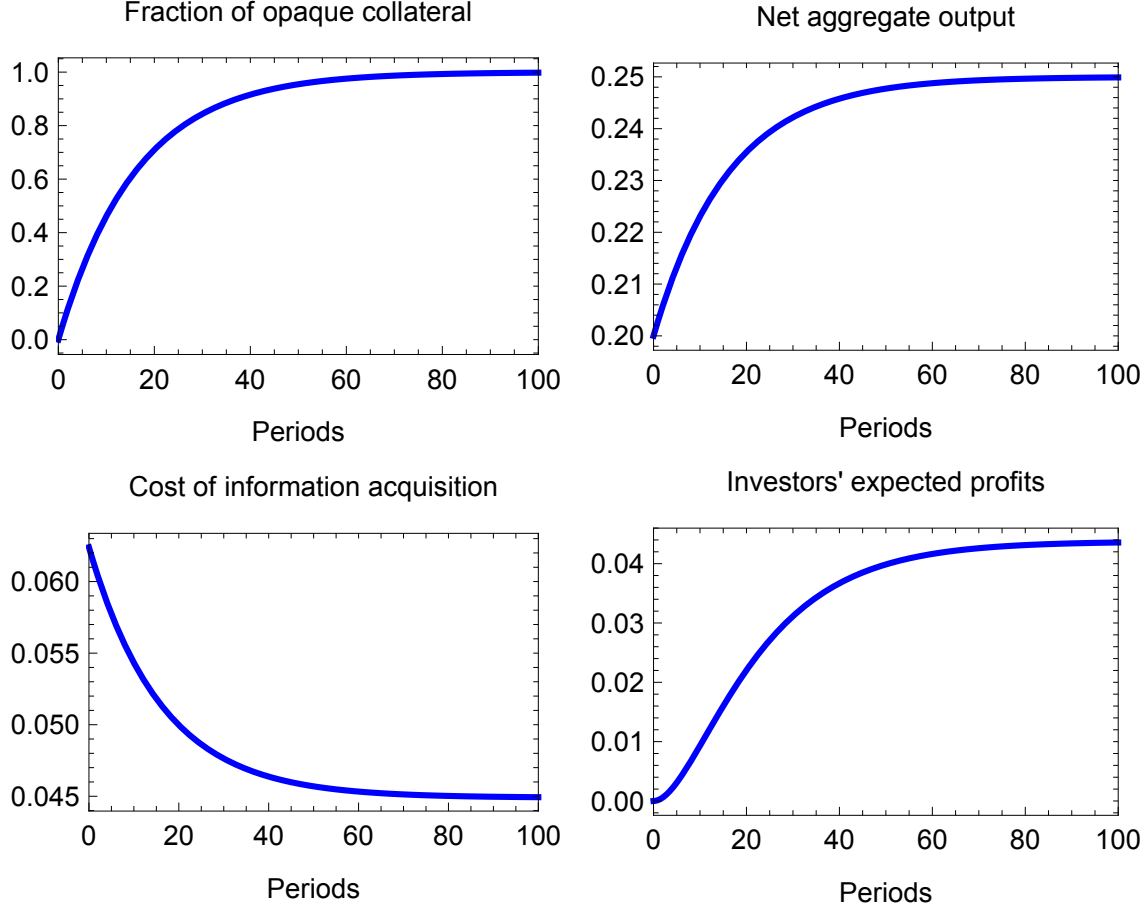 Fraction of opaque collateral
1.0
0.8
0.6
0.4
0.2
0.0
0 20 40 60 80 100
Periods
Net aggregate output
0.25
0.24
0.23
0.22
0.21
0.20
0 20 40 60 80 100
Periods
Cost of information acquisition
0.060
0.055
0.050
0.045
0 20 40 60 80 100
Periods
Investors' expected profits
0.04
0.03
0.02
0.01
0.00
0 20 40 60 80 100
Periods